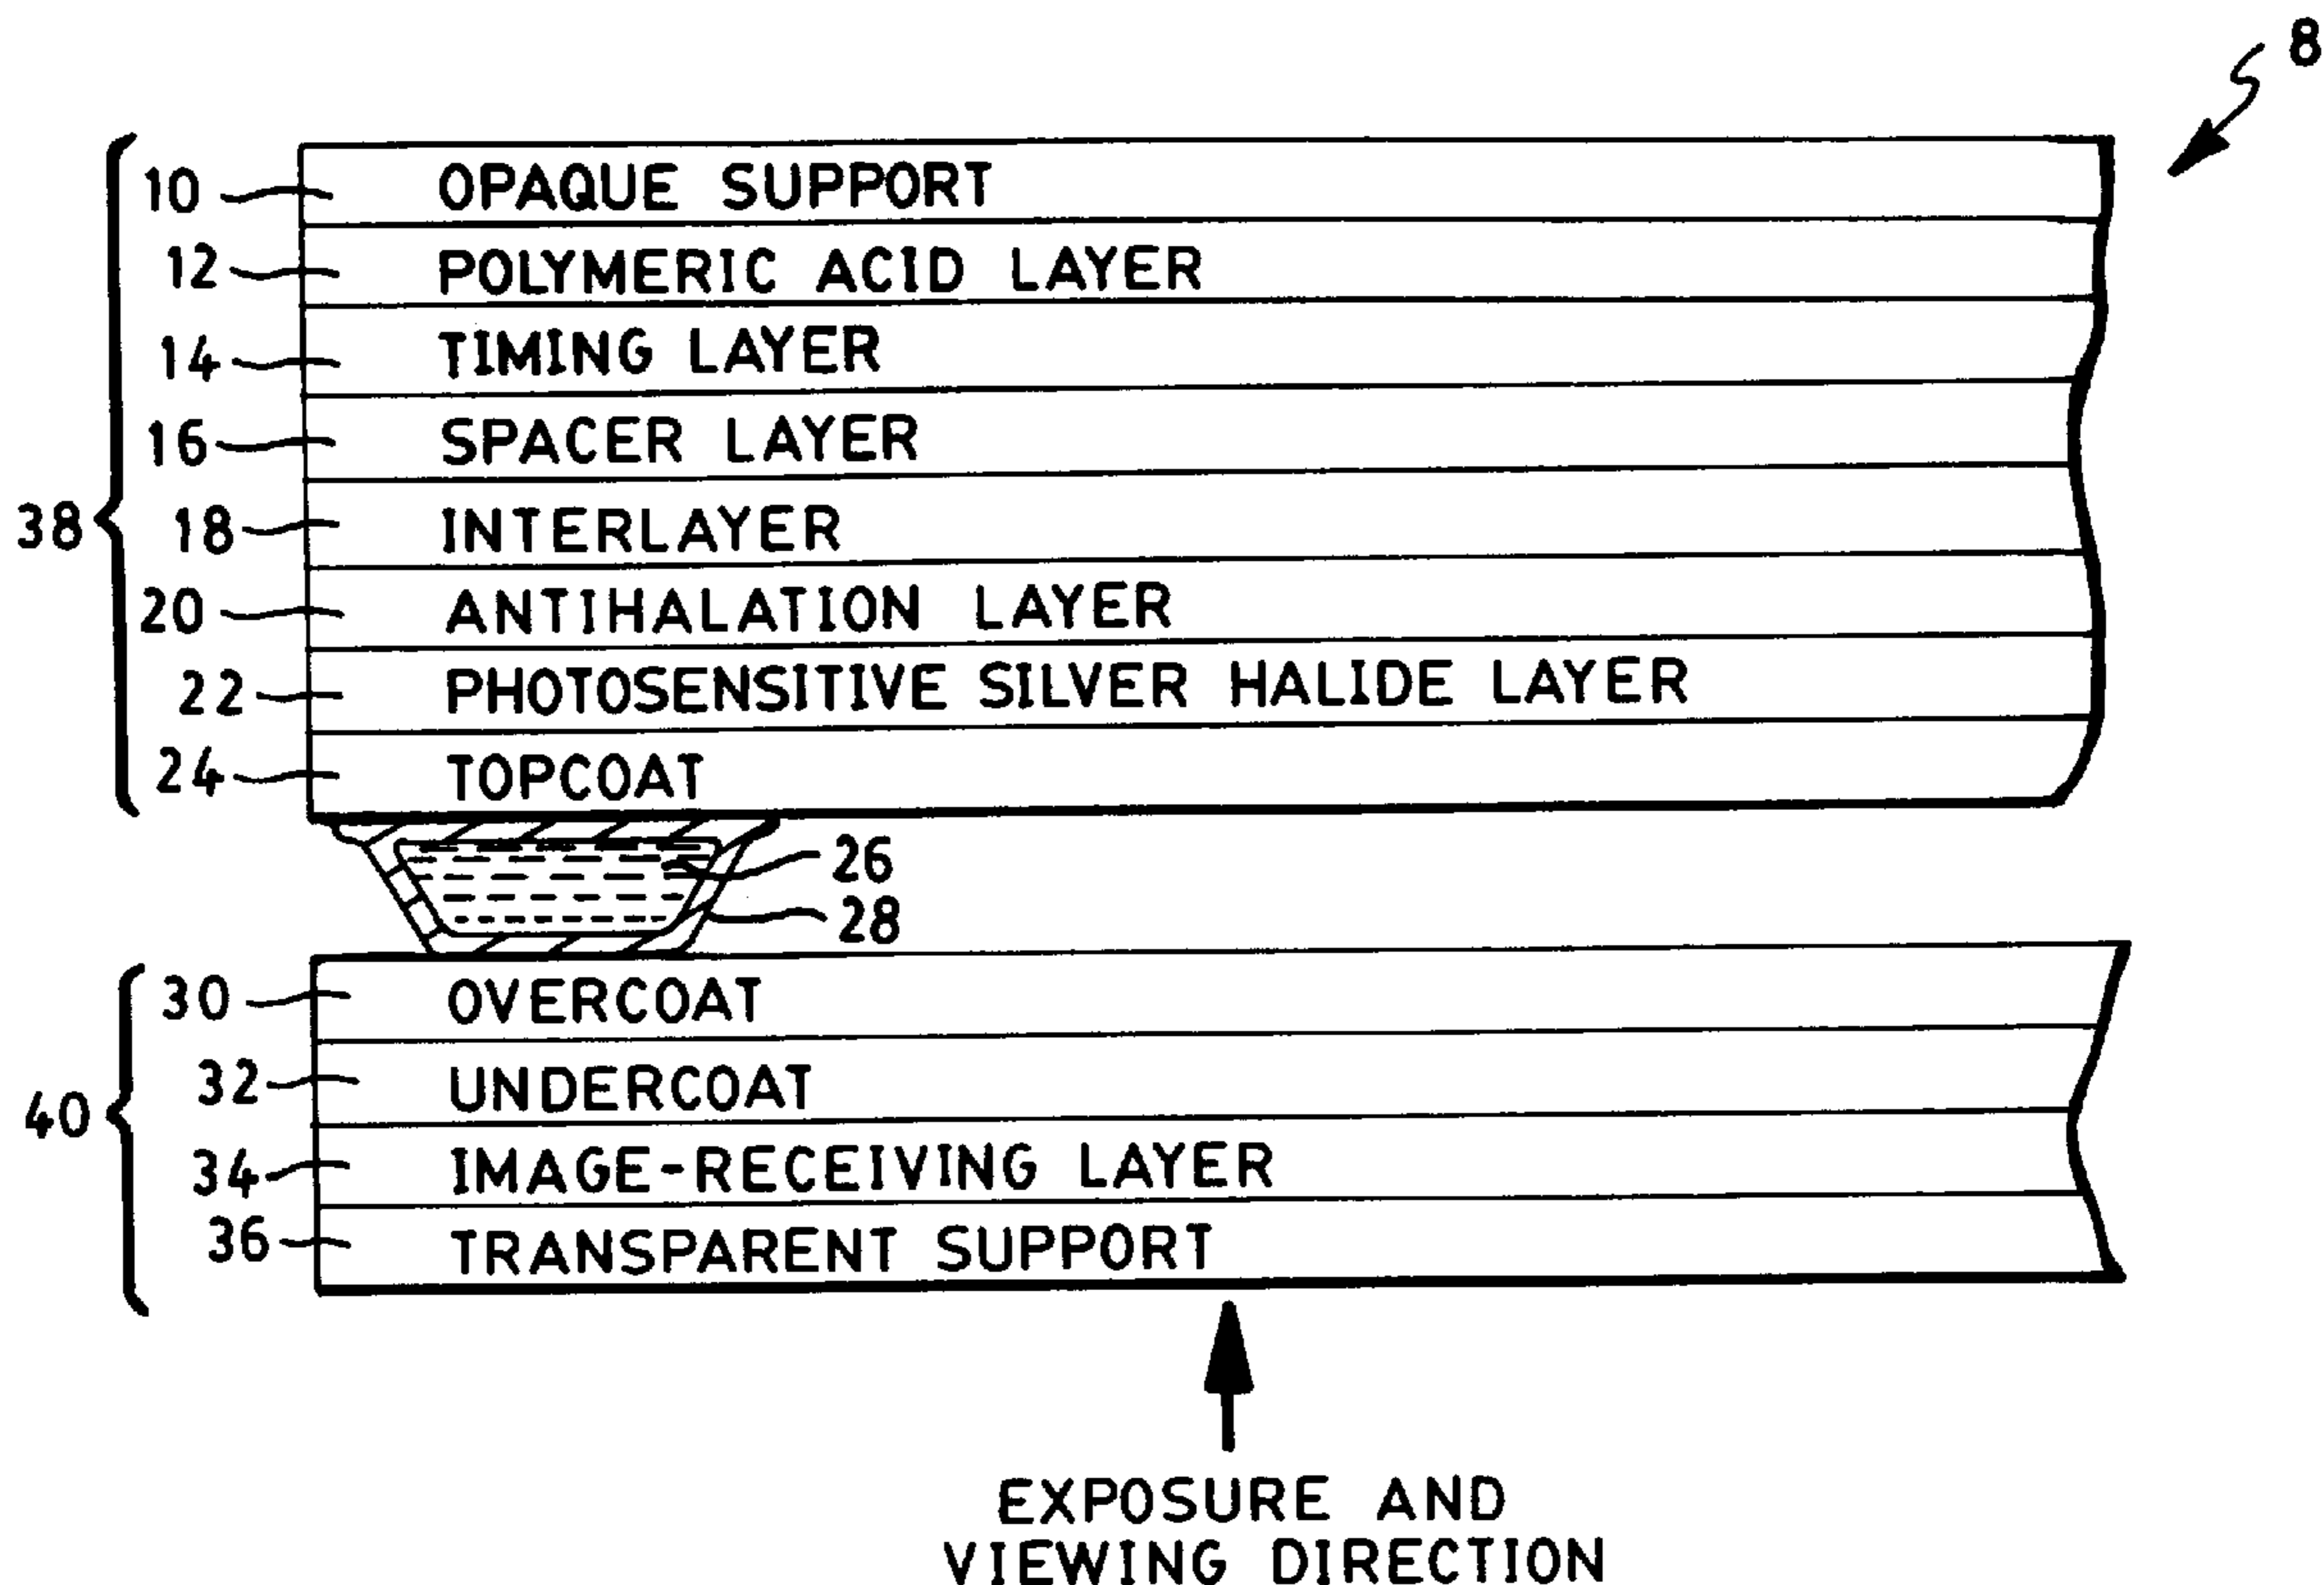 8
10 OPAQUE SUPPORT
12 POLYMERIC ACID LAYER
14 TIMING LAYER
16 SPACER LAYER
38 18 INTERLAYER
20 ANTIHALATION LAYER
22 PHOTOSENSITIVE SILVER HALIDE LAYER
24 TOPCOAT
26
28
30 OVERCOAT
32 UNDERCOAT
40
34 IMAGE-RECEIVING LAYER
36 TRANSPARENT SUPPORT
EXPOSURE AND
VIEWING DIRECTION